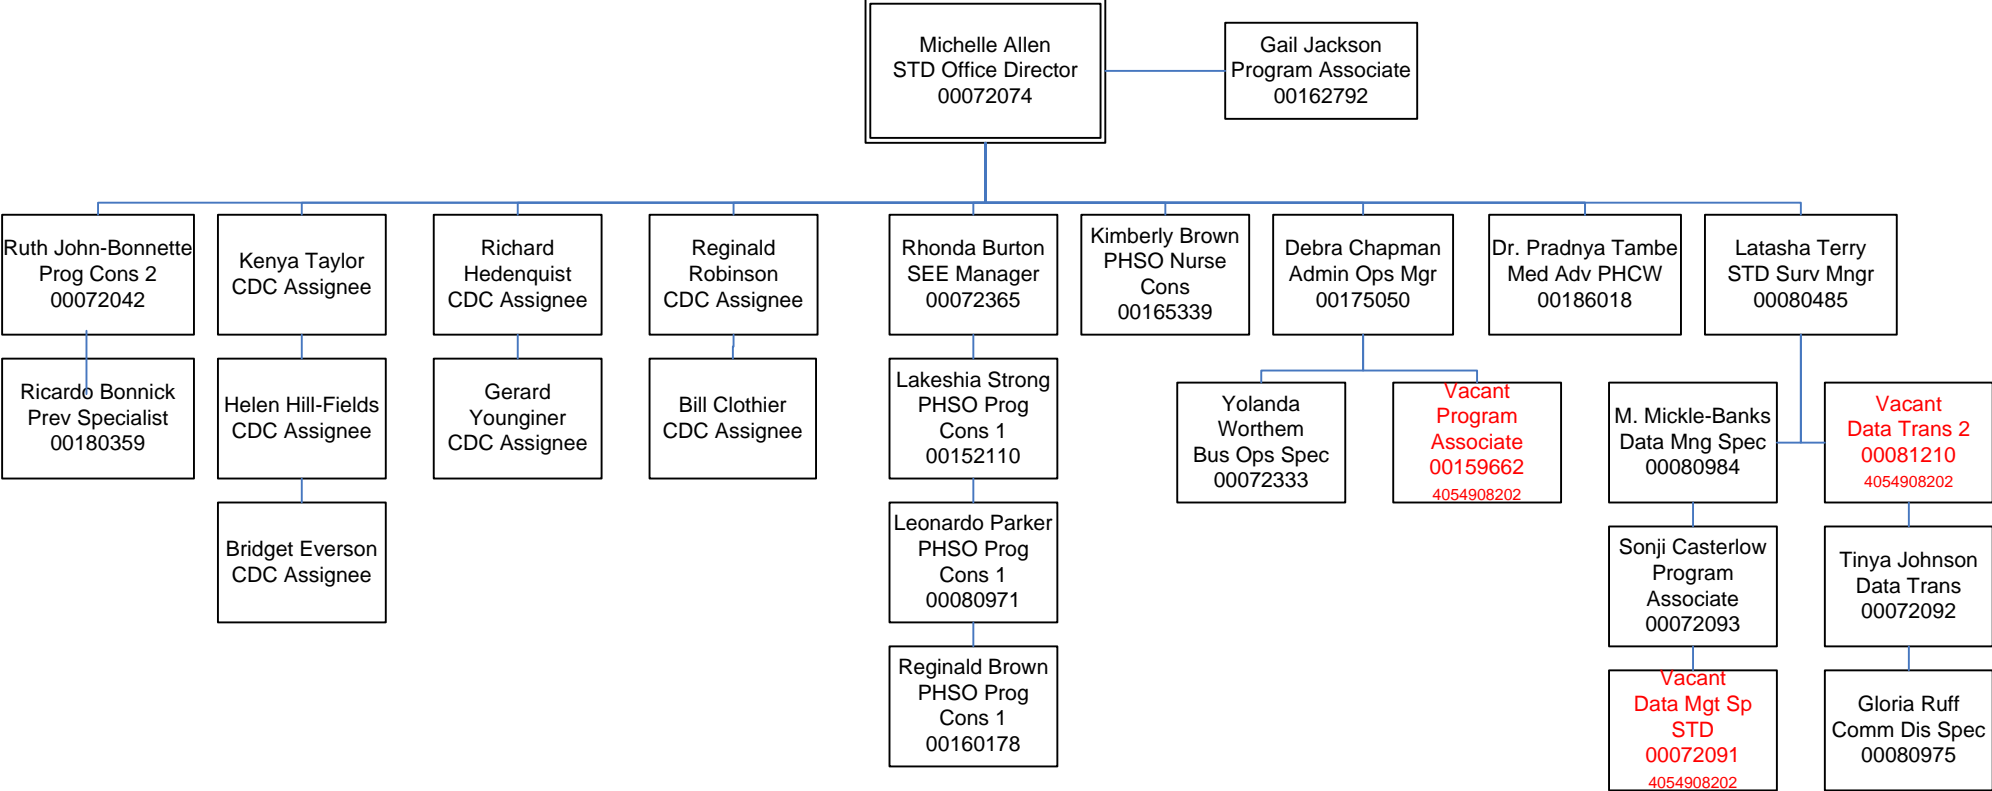 Michelle Allen
STD Office Director
00072074
Gail Jackson
Program Associate
00162792
Ruth John-Bonnette
Prog Cons 2
00072042
Kenya Taylor
CDC Assignee
Richard
Hedenquist
CDC Assignee
Reginald
Robinson
CDC Assignee
Rhonda Burton
SEE Manager
00072365
Kimberly Brown
PHSO Nurse
Cons
00165339
Debra Chapman
Admin Ops Mgr
00175050
Dr. Pradnya Tambe
Med Adv PHCW
00186018
Latasha Terry
STD Surv Mngr
00080485
Ricardo Bonnick
Prev Specialist
00180359
Helen Hill-Fields
CDC Assignee
Gerard
Younginer
CDC Assignee
Bill Clothier
CDC Assignee
Lakeshia Strong
PHSO Prog
Cons 1
00152110
Yolanda
Worthem
Bus Ops Spec
00072333
Vacant
Program
Associate
00159662
4054908202
M. Mickle-Banks
Data Mng Spec
00080984
Vacant
Data Trans 2
00081210
4054908202
Bridget Everson
CDC Assignee
Leonardo Parker
PHSO Prog
Cons 1
00080971
Sonji Casterlow
Program
Associate
00072093
Tinya Johnson
Data Trans
00072092
Reginald Brown
PHSO Prog
Cons 1
00160178
Vacant
Data Mgt Sp
STD
00072091
4054908202
Gloria Ruff
Comm Dis Spec
00080975